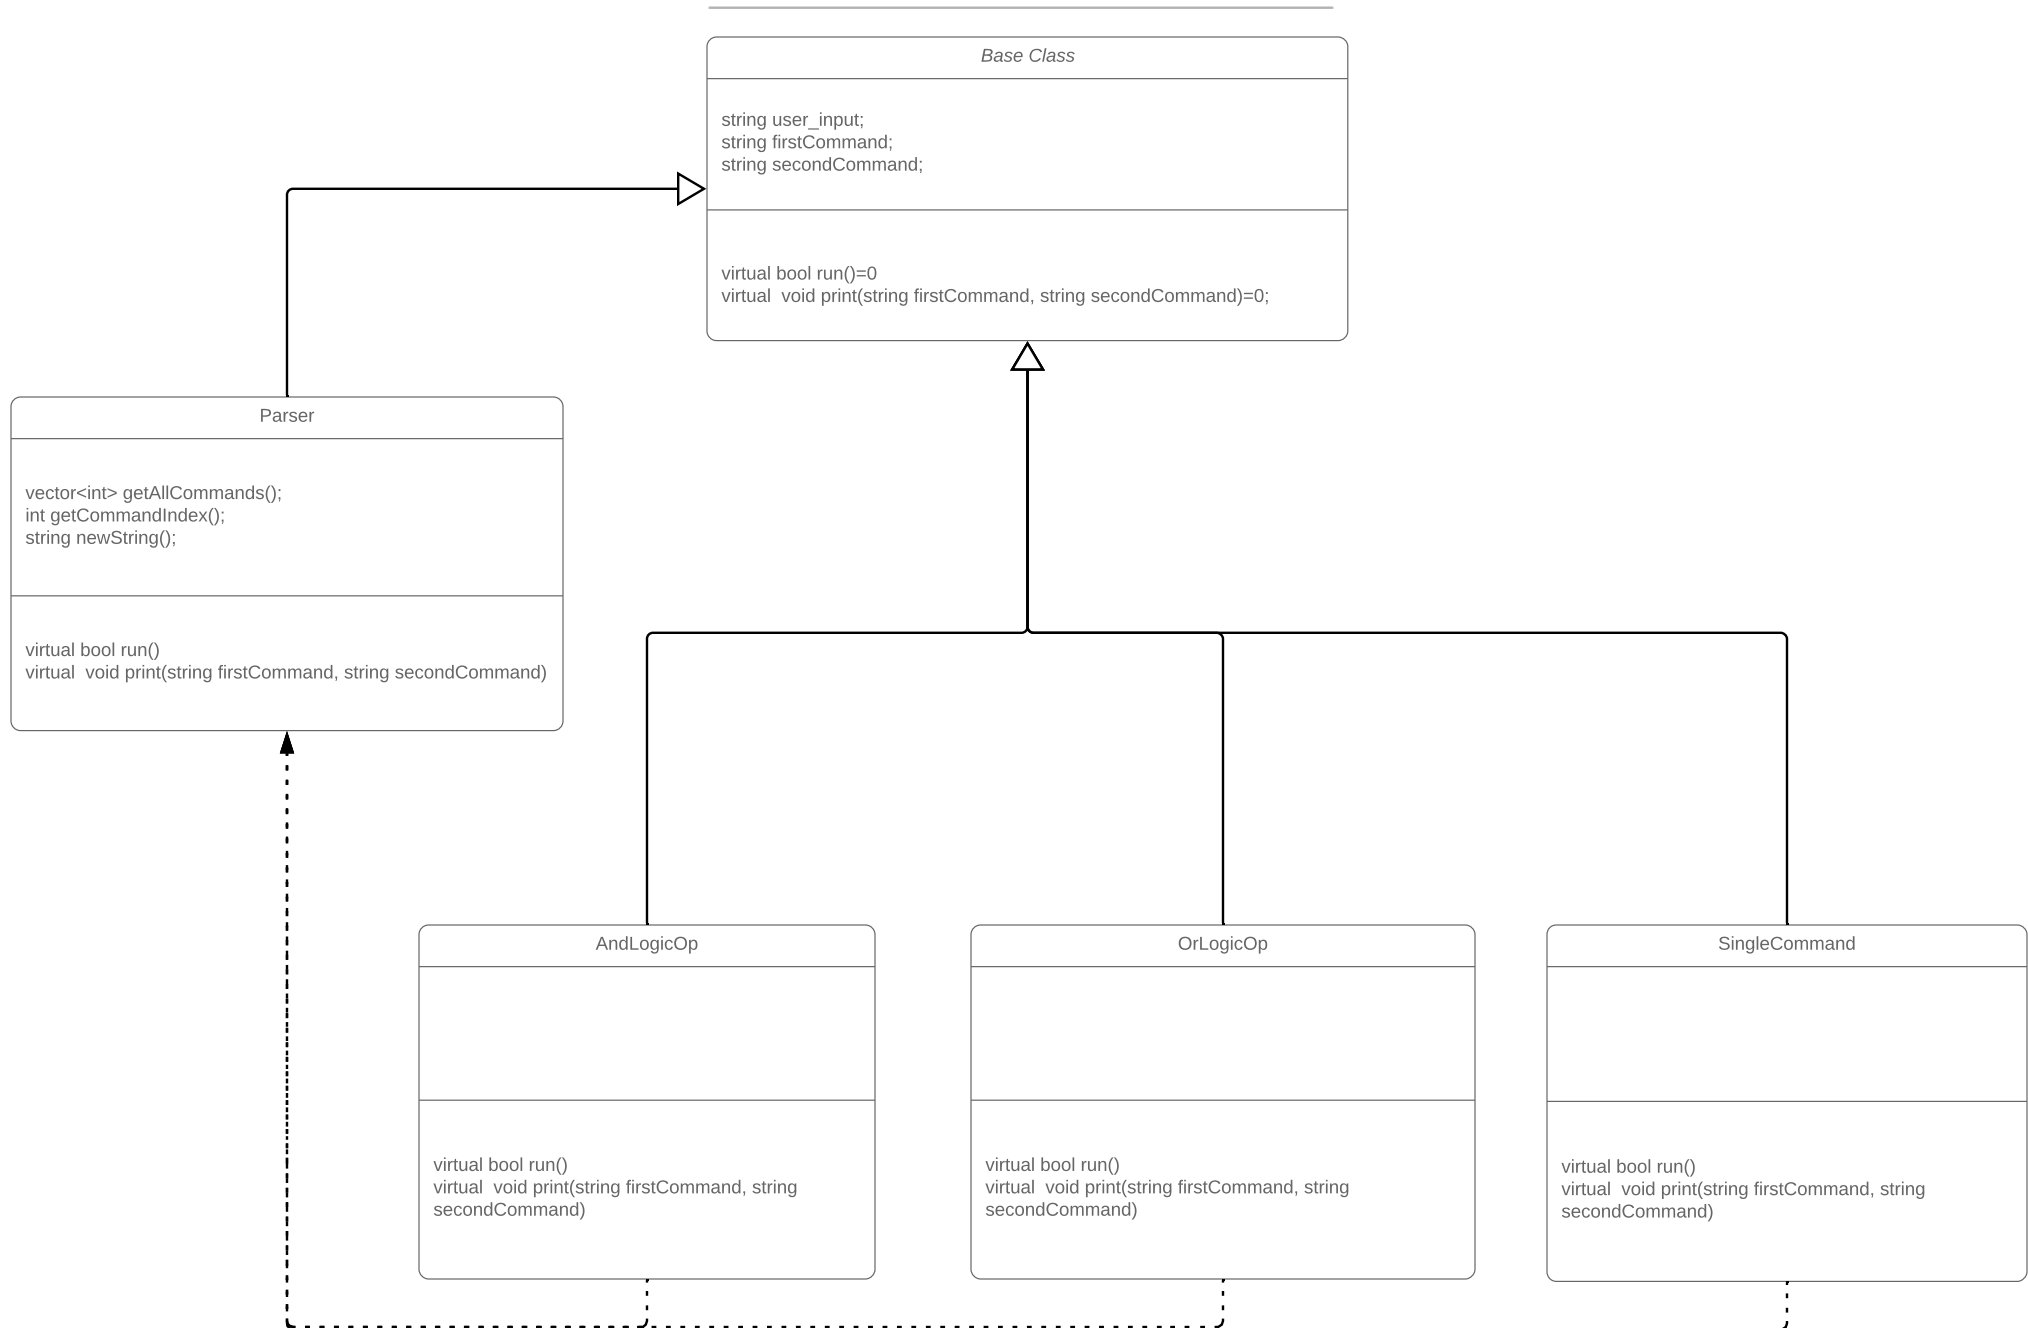 Base Class
string user_input;
string firstCommand;
string secondCommand;
virtual bool run()=0
virtual  void print(string firstCommand, string secondCommand)=0;
Parser
vector<int> getAllCommands();
int getCommandIndex();
string newString();
virtual bool run()
virtual  void print(string firstCommand, string secondCommand)
AndLogicOp
virtual bool run()
virtual  void print(string firstCommand, string
secondCommand)
OrLogicOp
virtual bool run()
virtual  void print(string firstCommand, string
secondCommand)
SingleCommand
virtual bool run()
virtual  void print(string firstCommand, string
secondCommand)